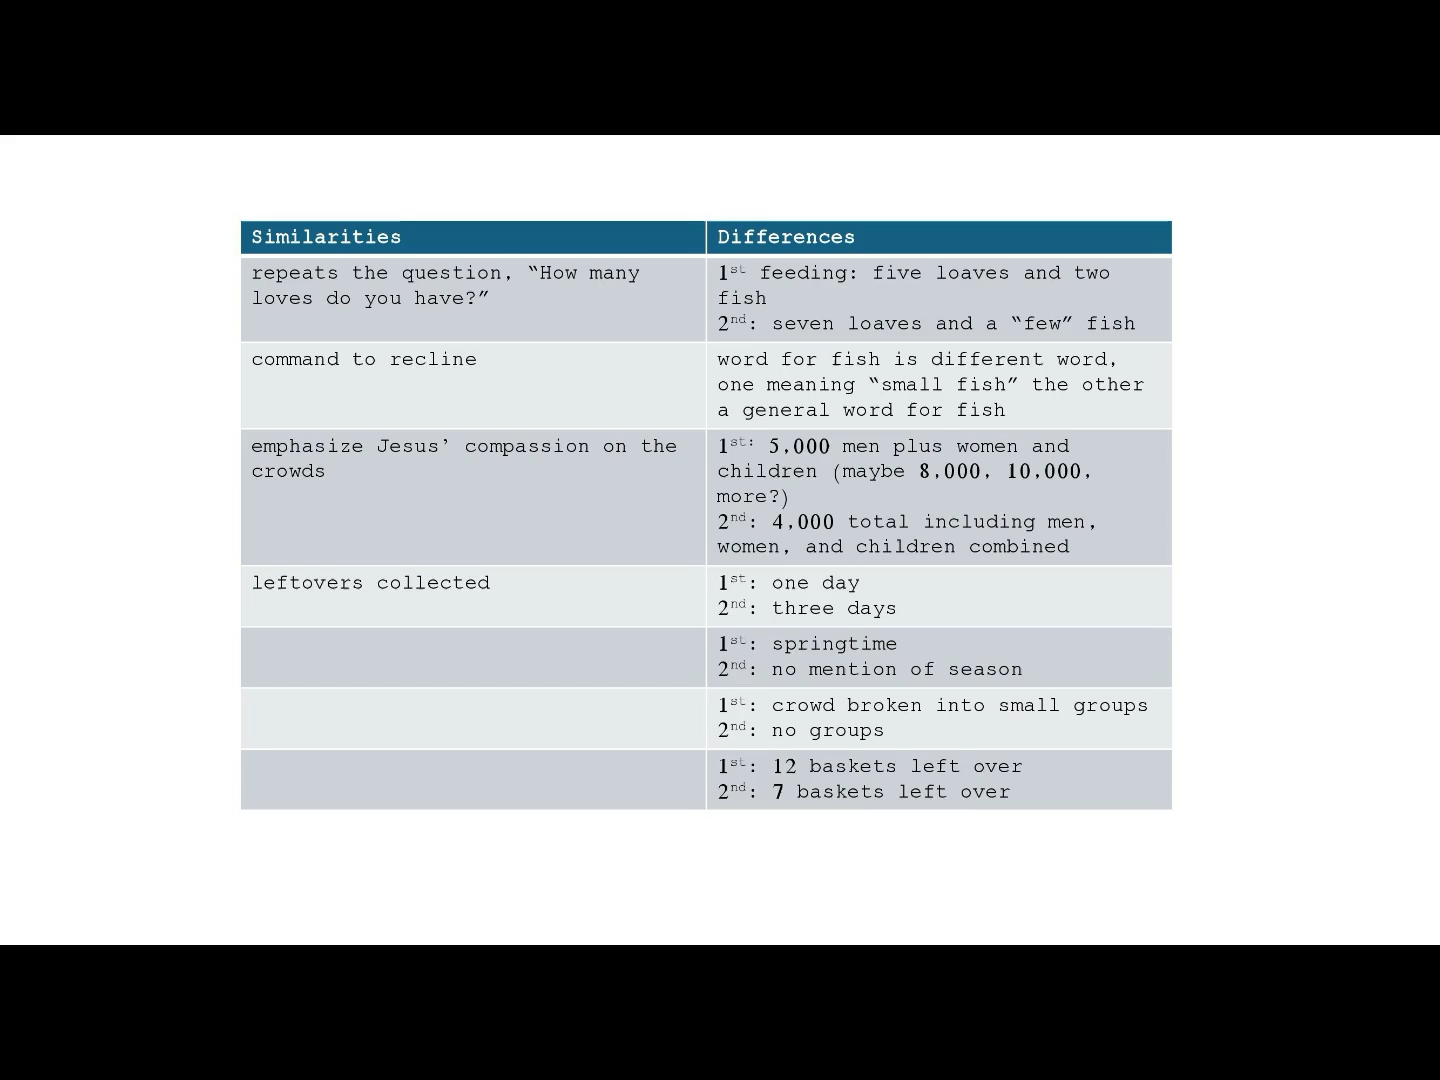 Similarities
Differences
repeats the question, “How many
loves do you have?”
1st feeding: five loaves and two
fish
2nd: seven loaves and a “few” fish
command to recline
word for fish is different word,
one meaning “small fish” the other
a general word for fish
emphasize Jesus’ compassion on the
crowds
1st: 5,000 men plus women and
children (maybe 8,000, 10,000,
more?)
2nd: 4,000 total including men,
women, and children combined
leftovers collected
1st: one day
2nd: three days
1st: springtime
2nd: no mention of season
1st: crowd broken into small groups
2nd: no groups
1st: 12 baskets left over
2nd: 7 baskets left over